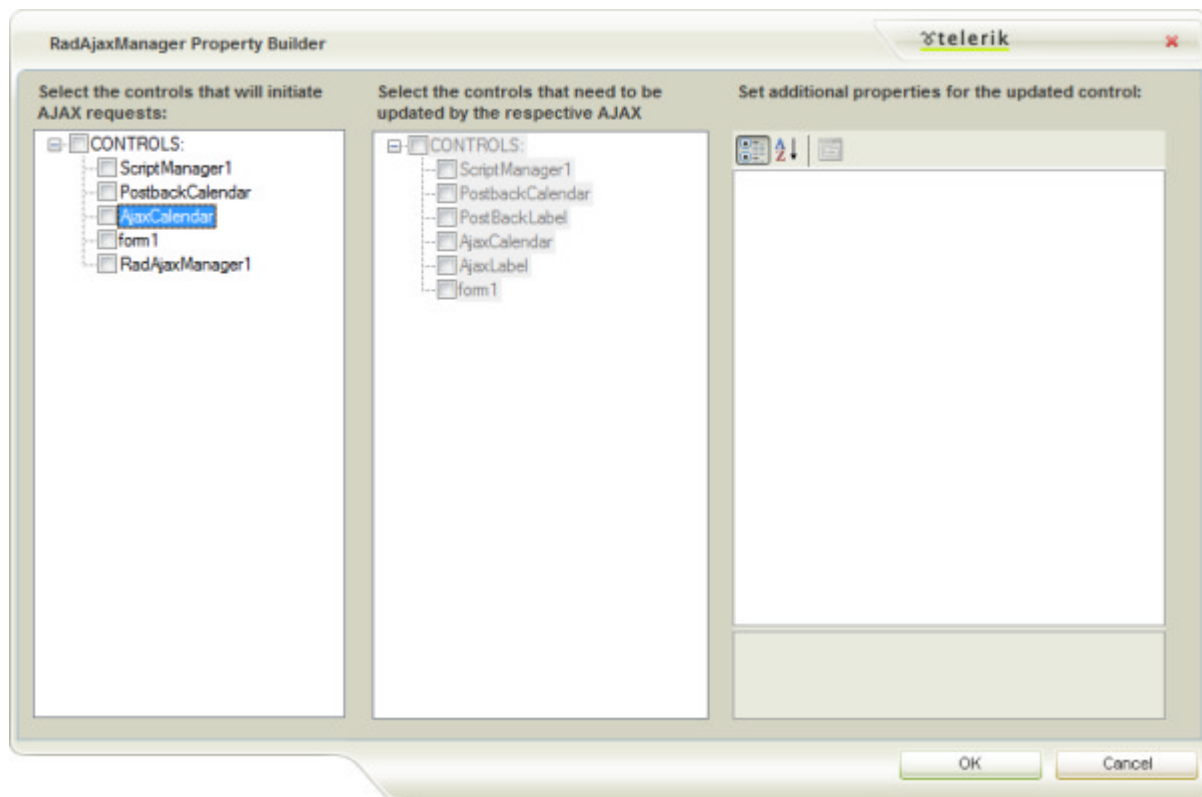 RadAjaxManager Property Builder
telerik
Select the controls that will initiate
AJAX requests:
CONTROLS:
ScriptManager1
PostbackCalendar
AjaxCalendar
form1
RadAjaxManager1
Select the controls that need to be
updated by the respective AJAX
CONTROLS:
ScriptManager1
PostbackCalendar
PostBackLabel
AjaxCalendar
AjaxLabel
form1
Set additional properties for the updated control:
A
Z
OK
Cancel